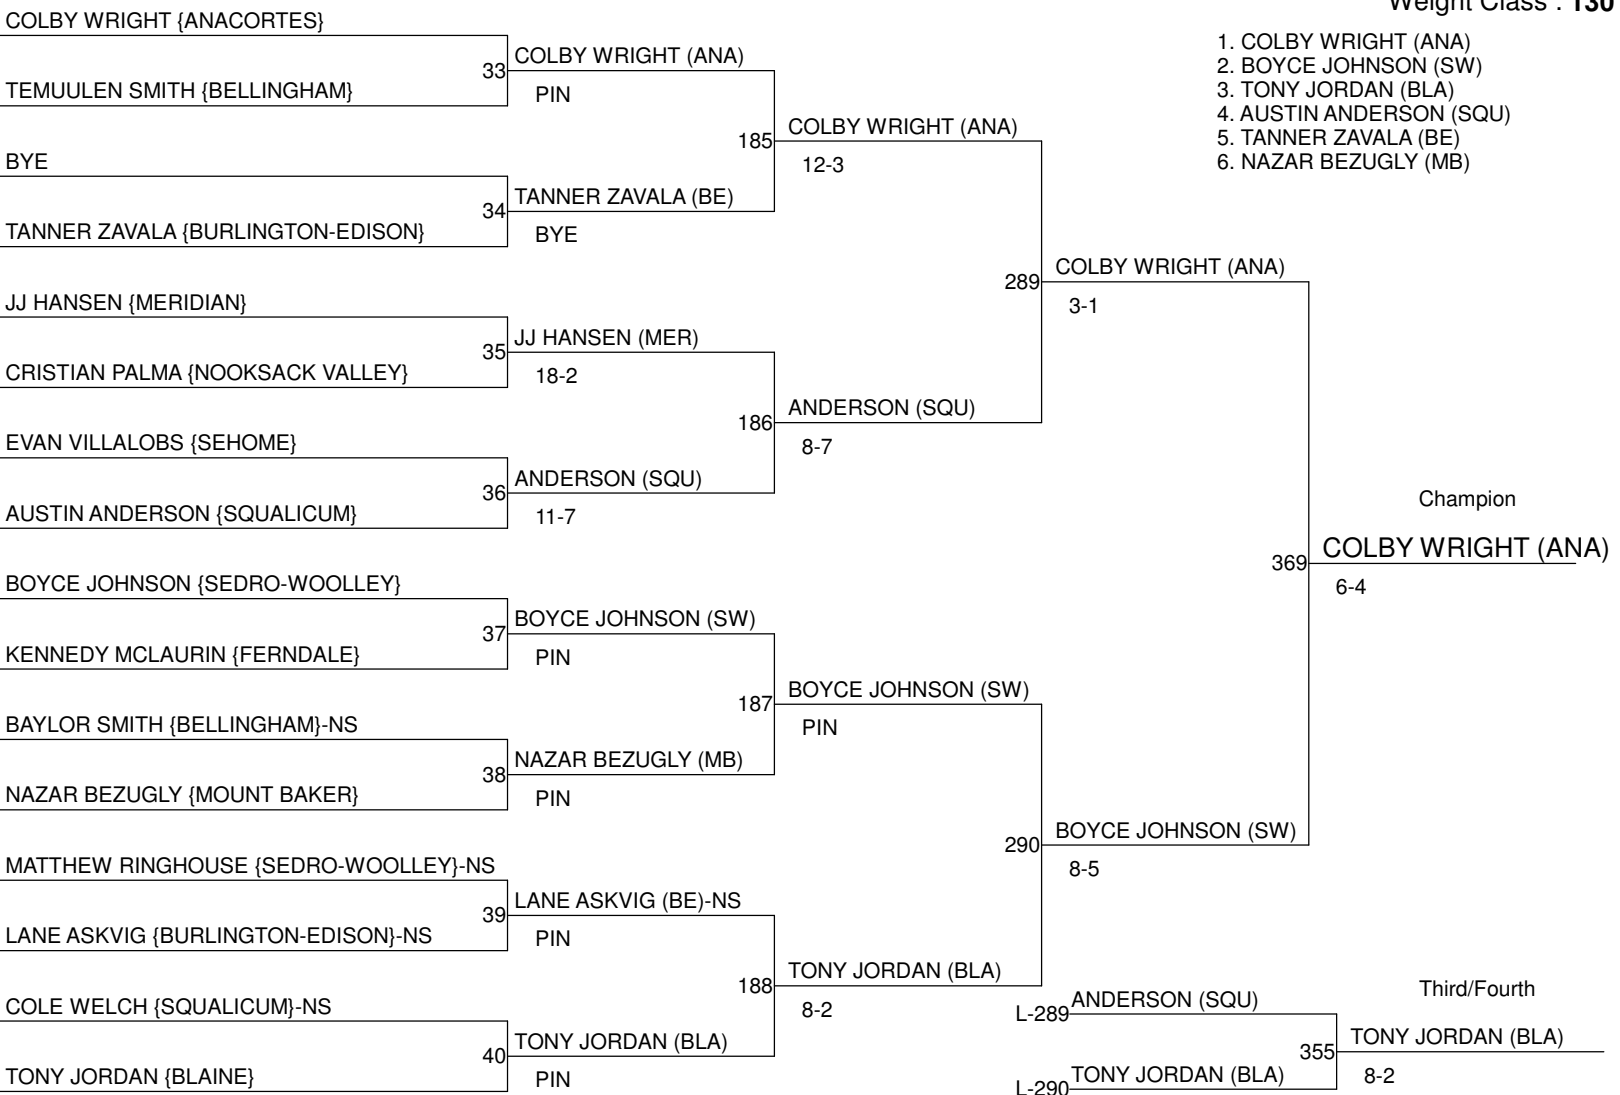 Weight Class : 130
1. COLBY WRIGHT (ANA)
2. BOYCE JOHNSON (SW)
3. TONY JORDAN (BLA)
4. AUSTIN ANDERSON (SQU)
5. TANNER ZAVALA (BE)
6. NAZAR BEZUGLY (MB)
COLBY WRIGHT {ANACORTES}
TEMUULEN SMITH {BELLINGHAM}
BYE
TANNER ZAVALA {BURLINGTON-EDISON}
JJ HANSEN {MERIDIAN}
CRISTIAN PALMA {NOOKSACK VALLEY}
EVAN VILLALOBS {SEHOME}
AUSTIN ANDERSON {SQUALICUM}
BOYCE JOHNSON {SEDRO-WOOLLEY}
KENNEDY MCLAURIN {FERNDALE}
BAYLOR SMITH {BELLINGHAM}-NS
NAZAR BEZUGLY {MOUNT BAKER}
MATTHEW RINGHOUSE {SEDRO-WOOLLEY}-NS
LANE ASKVIG {BURLINGTON-EDISON}-NS
COLE WELCH {SQUALICUM}-NS
TONY JORDAN {BLAINE}
33 COLBY WRIGHT (ANA)
PIN
34 TANNER ZAVALA (BE)
BYE
35 JJ HANSEN (MER)
18-2
36 ANDERSON (SQU)
11-7
37 BOYCE JOHNSON (SW)
PIN
38 NAZAR BEZUGLY (MB)
PIN
39 LANE ASKVIG (BE)-NS
PIN
40 TONY JORDAN (BLA)
PIN
185 COLBY WRIGHT (ANA)
12-3
186 ANDERSON (SQU)
8-7
187 BOYCE JOHNSON (SW)
PIN
188 TONY JORDAN (BLA)
8-2
289 COLBY WRIGHT (ANA)
3-1
290 BOYCE JOHNSON (SW)
8-5
Champion
369 COLBY WRIGHT (ANA)
6-4
L-289 ANDERSON (SQU)
L-290 TONY JORDAN (BLA)
Third/Fourth
355 TONY JORDAN (BLA)
8-2